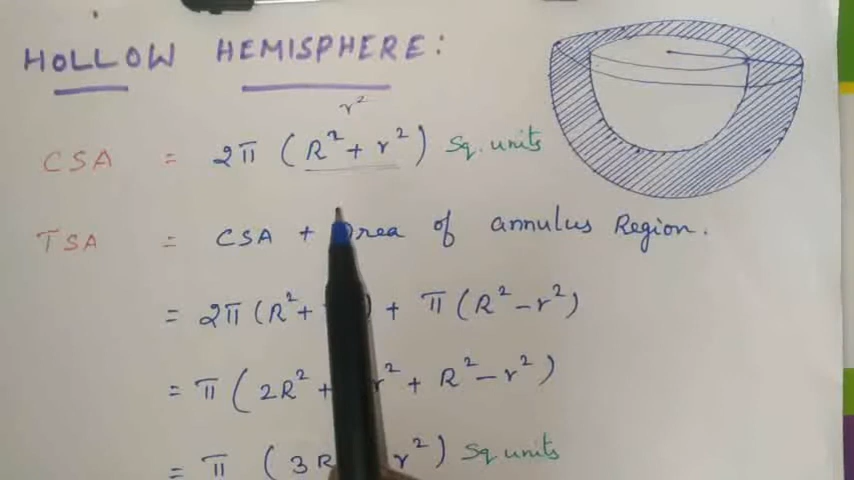 HOLLOW HEMISPHERE:
r²
CSA = 2π (R² + r²) Sq. units
TSA = CSA + Area of annulus Region.
= 2π (R² + ) + π (R² - r²)
= π ( 2R² + r² + R² - r² )
= π ( 3R r² ) Sq units